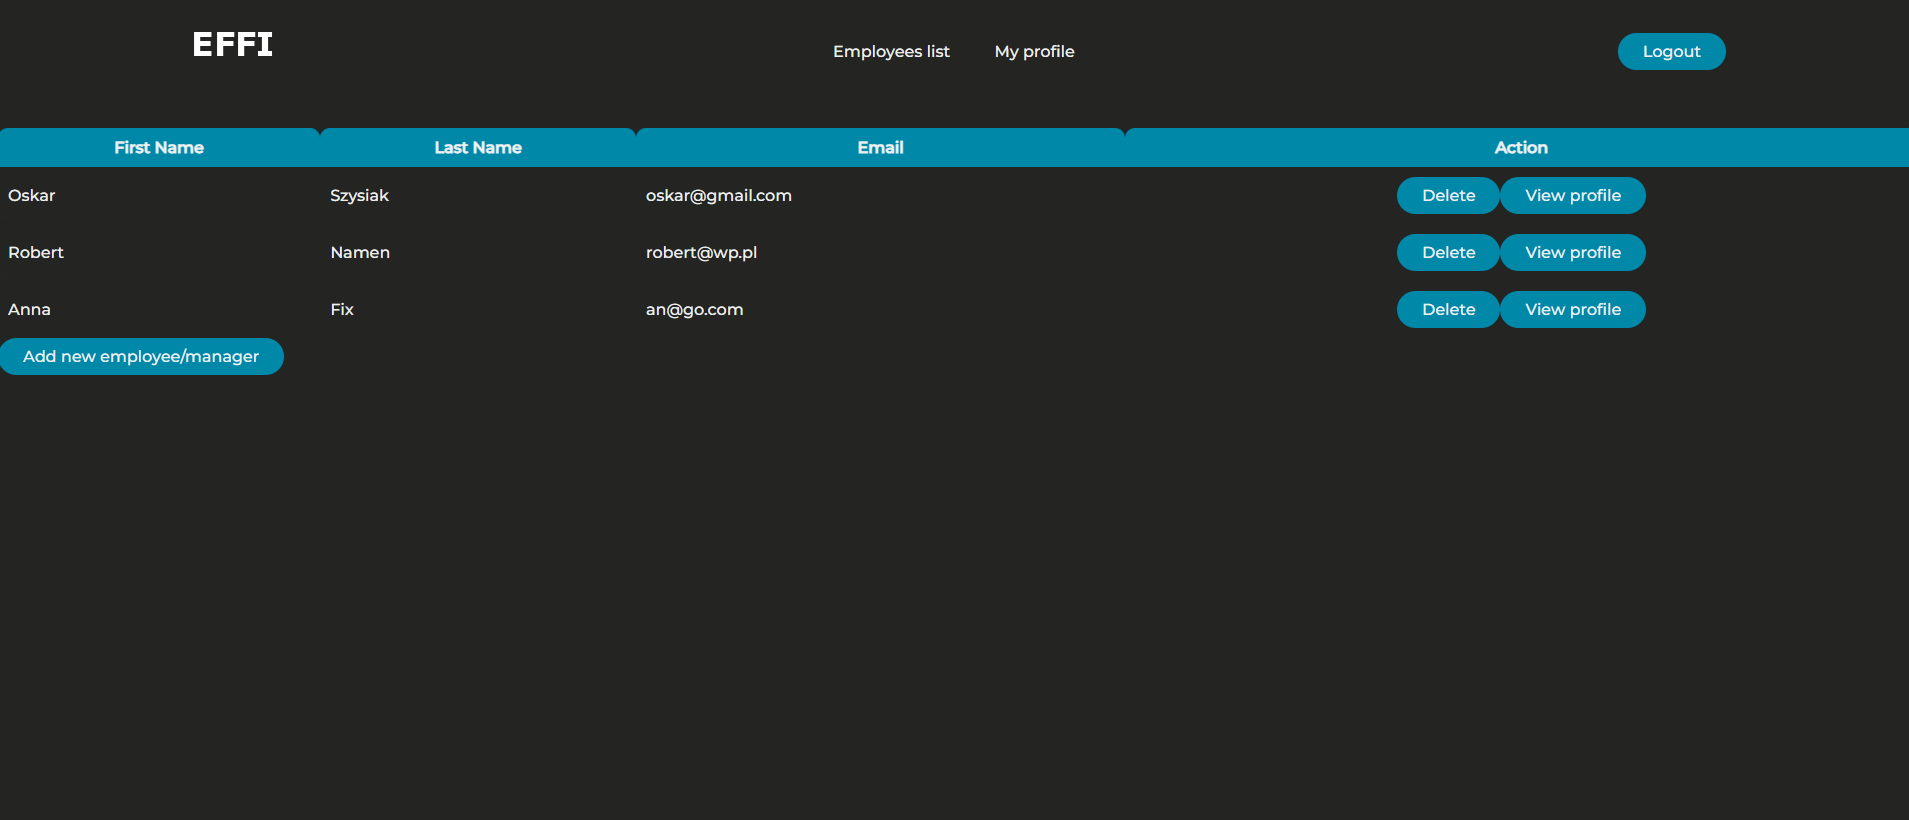 EFFI
Employees list My profile Logout
First Name Last Name Email Action
Oskar Szysiak oskar@gmail.com Delete View profile
Robert Namen robert@wp.pl Delete View profile
Anna Fix an@go.com Delete View profile
Add new employee/manager